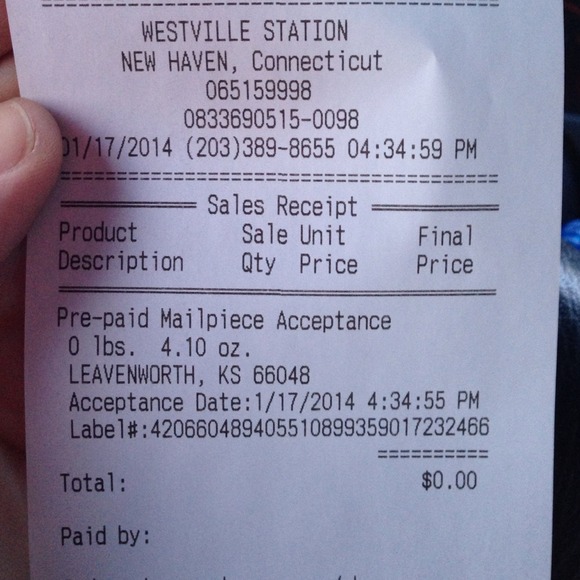 WESTVILLE STATION
NEW HAVEN, Connecticut
065159998
0833690515-0098
01/17/2014 (203)389-8655 04:34:59 PM
Sales Receipt
Product Sale Unit Final
Description Qty Price Price
Pre-paid Mailpiece Acceptance
0 lbs. 4.10 oz.
LEAVENWORTH, KS 66048
Acceptance Date:1/17/2014 4:34:55 PM
Label#:420660489405510899359017232466
==========
Total: $0.00
Paid by: